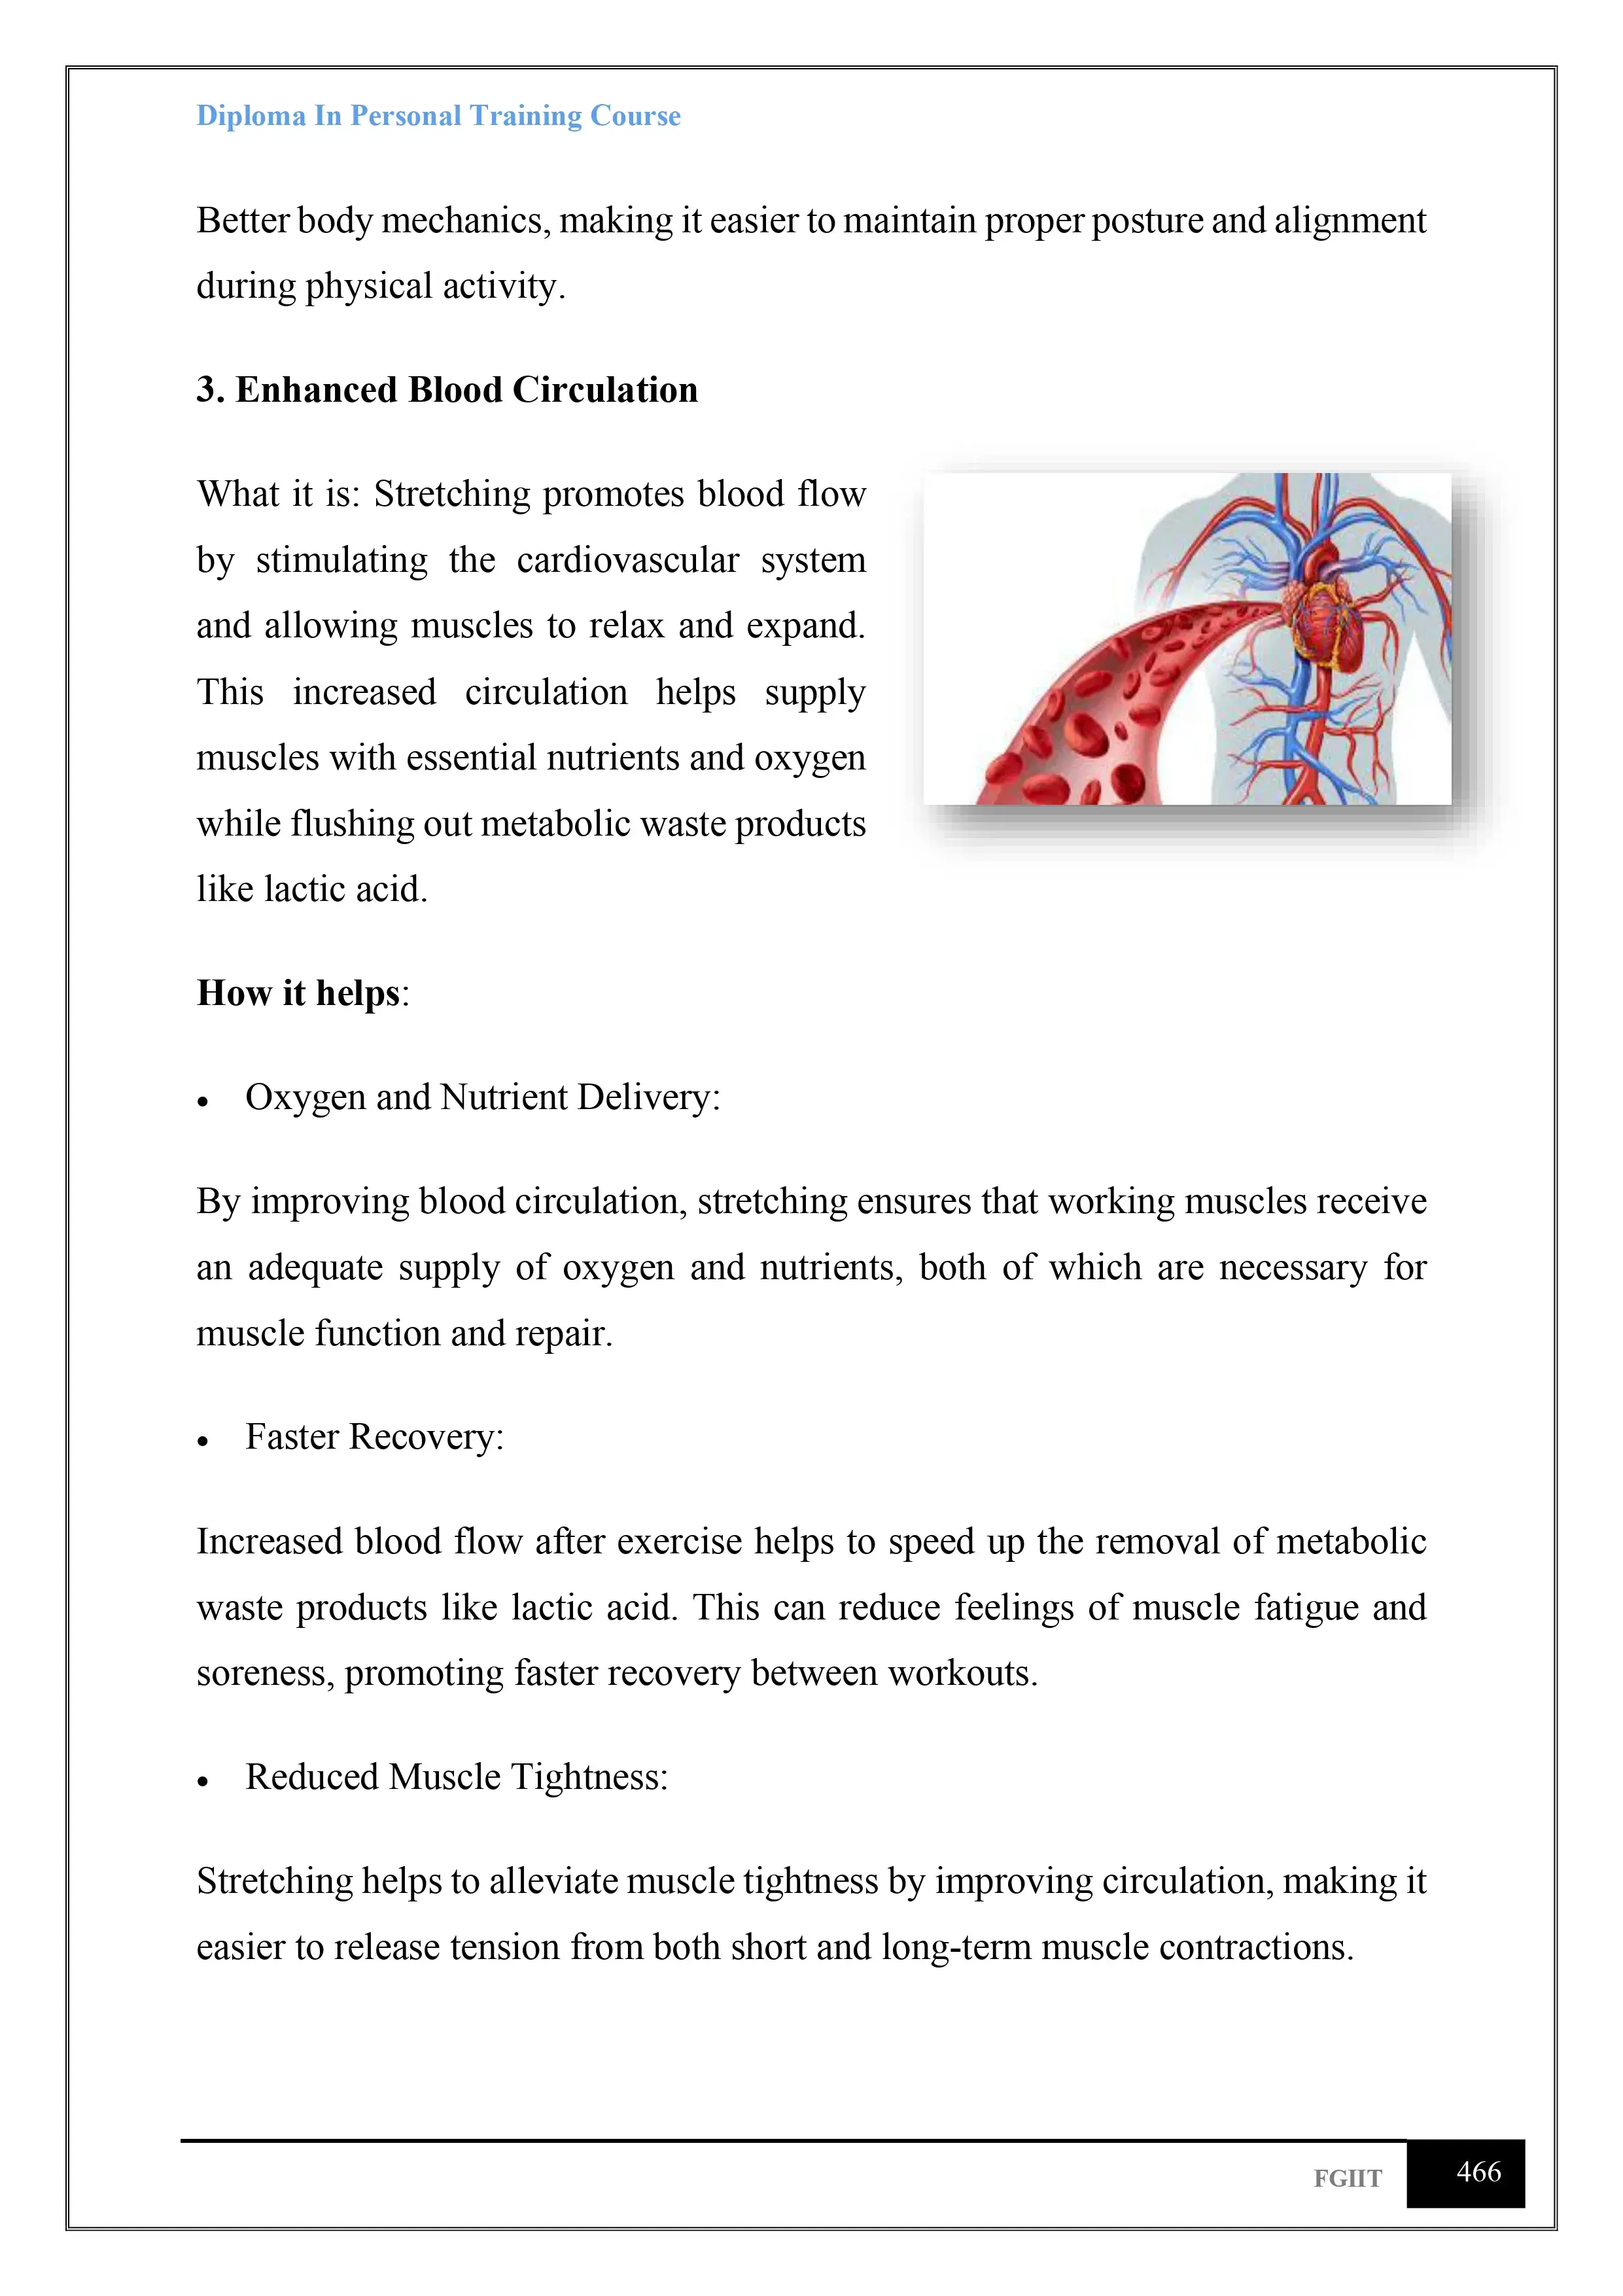 Diploma In Personal Training Course
Better body mechanics, making it easier to maintain proper posture and alignment
during physical activity.
3. Enhanced Blood Circulation
What it is: Stretching promotes blood flow
by stimulating the cardiovascular system
and allowing muscles to relax and expand.
This increased circulation helps supply
muscles with essential nutrients and oxygen
while flushing out metabolic waste products
like lactic acid.
How it helps:
• Oxygen and Nutrient Delivery:
By improving blood circulation, stretching ensures that working muscles receive
an adequate supply of oxygen and nutrients, both of which are necessary for
muscle function and repair.
• Faster Recovery:
Increased blood flow after exercise helps to speed up the removal of metabolic
waste products like lactic acid. This can reduce feelings of muscle fatigue and
soreness, promoting faster recovery between workouts.
• Reduced Muscle Tightness:
Stretching helps to alleviate muscle tightness by improving circulation, making it
easier to release tension from both short and long-term muscle contractions.
FGIIT 466